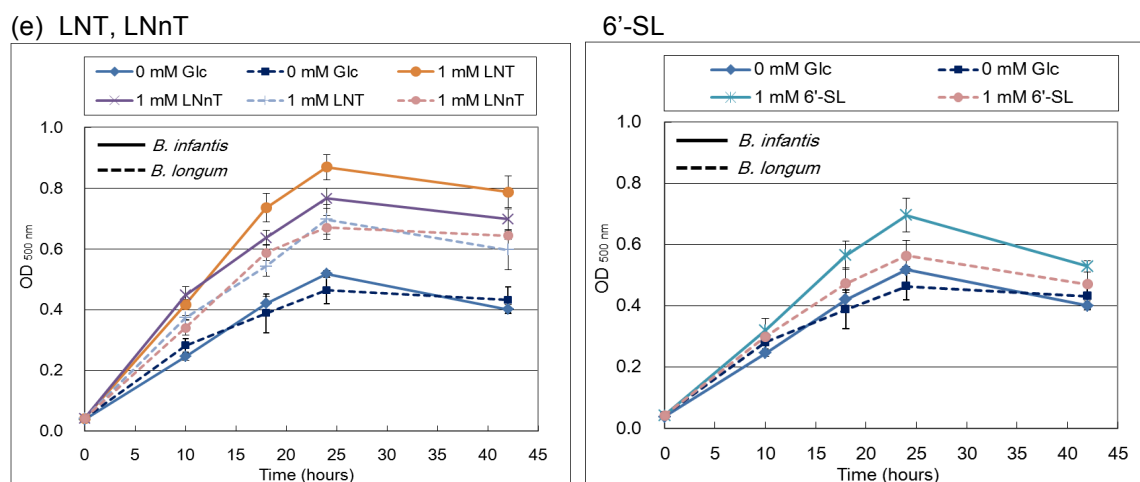 (e) LNT, LNnT
0 mM Glc 0 mM Glc 1 mM LNT
1 mM LNnT 1 mM LNT 1 mM LNnT
B. infantis
B. longum
1.0
0.8
0.6
0.4
0.2
0.0
OD 500 nm
0 5 10 15 20 25 30 35 40 45
Time (hours)
6'-SL
0 mM Glc 0 mM Glc
1 mM 6'-SL 1 mM 6'-SL
B. infantis
B. longum
1.0
0.8
0.6
0.4
0.2
0.0
OD 500 nm
0 5 10 15 20 25 30 35 40 45
Time (hours)